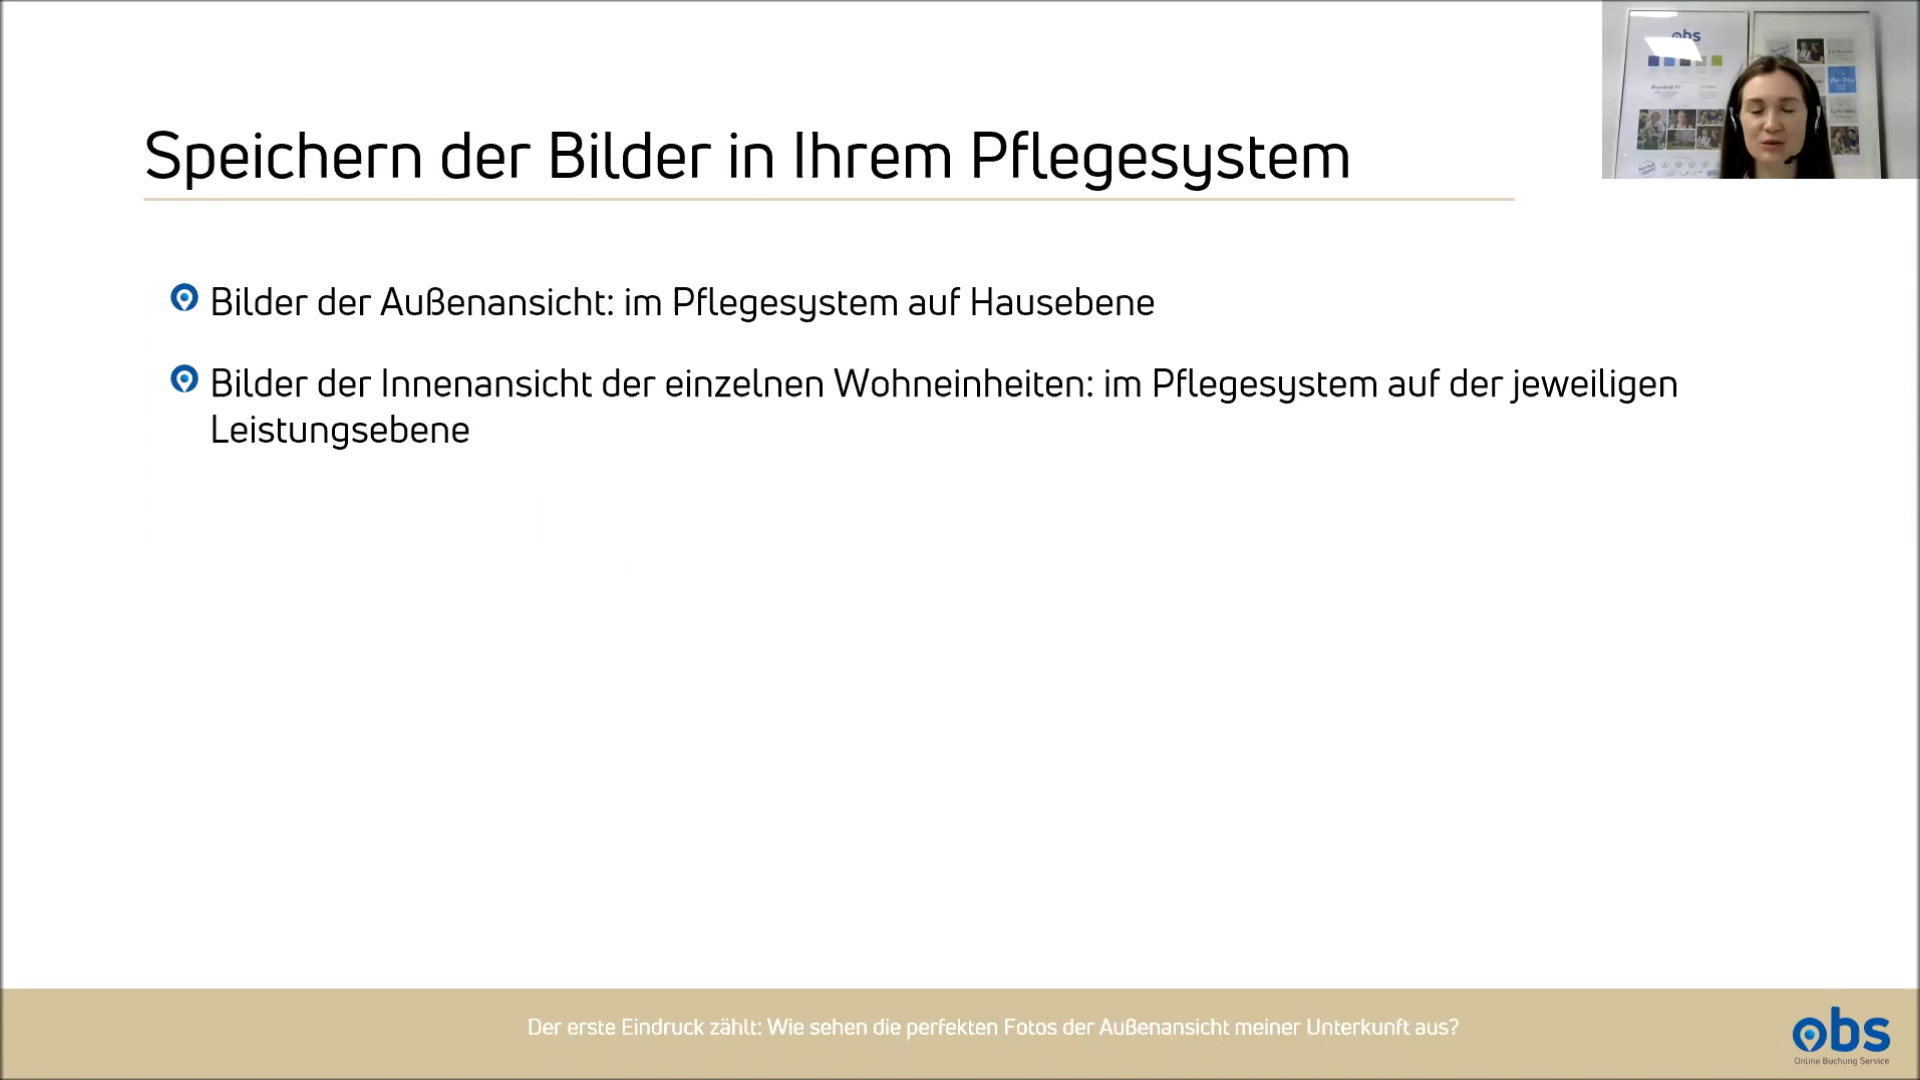 obs
Speichern der Bilder in Ihrem Pflegesystem
Bilder der Außenansicht: im Pflegesystem auf Hausebene
Bilder der Innenansicht der einzelnen Wohneinheiten: im Pflegesystem auf der jeweiligen
Leistungsebene
Der erste Eindruck zählt: Wie sehen die perfekten Fotos der Außenansicht meiner Unterkunft aus?
obs
Online Buchung Service